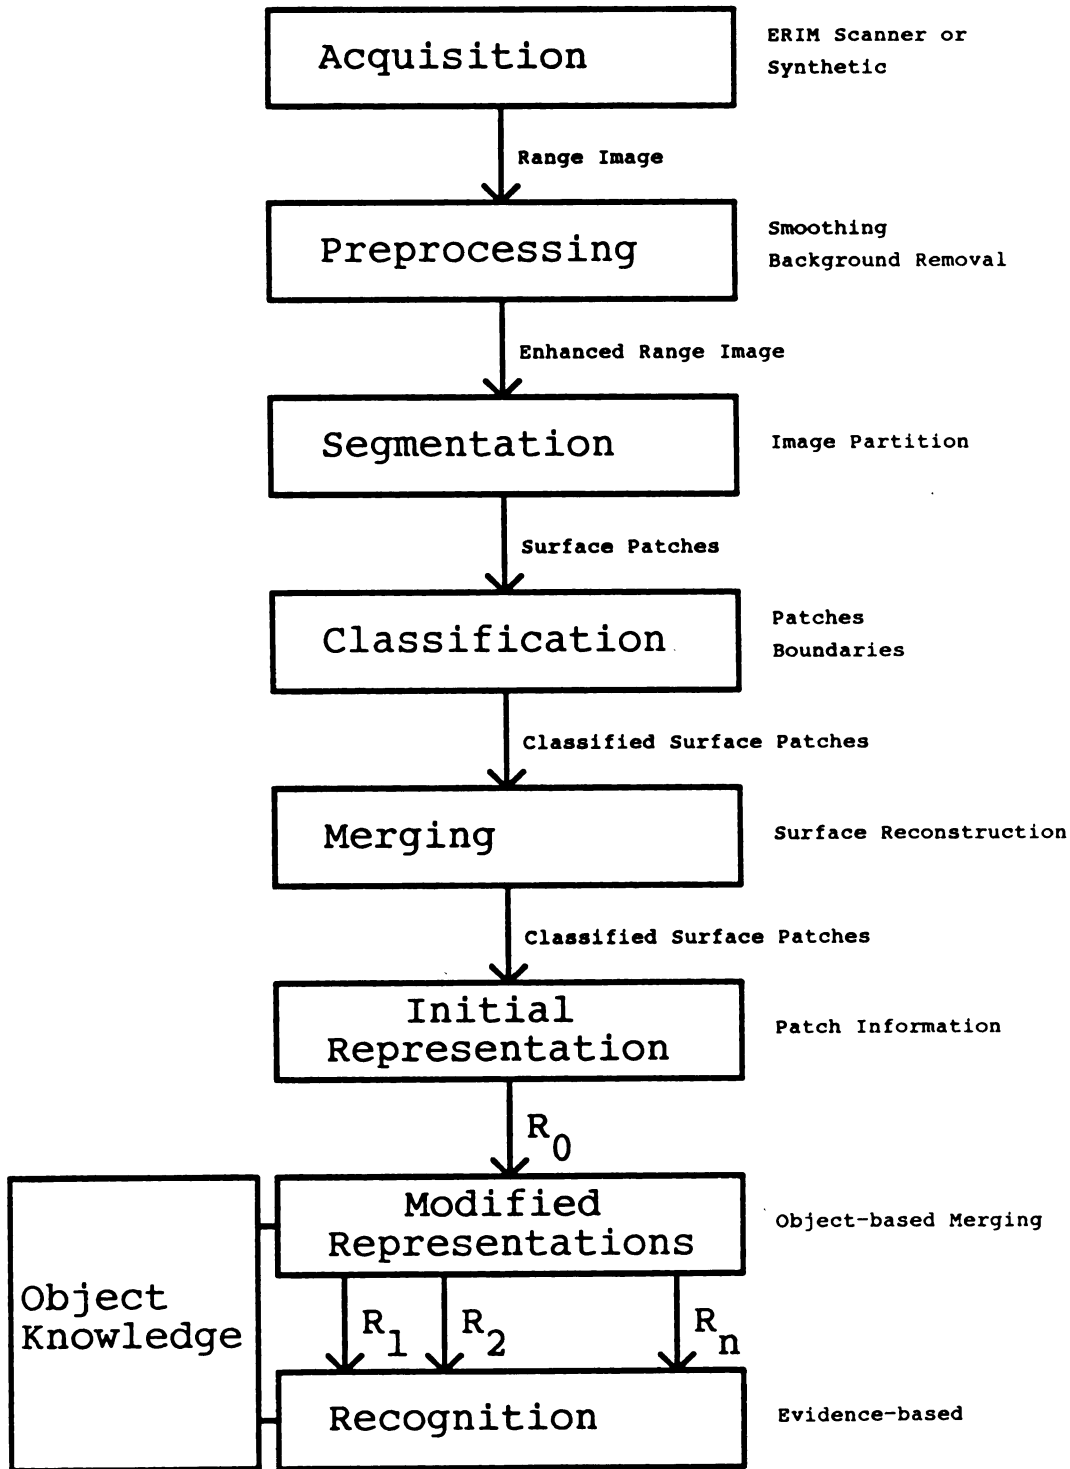 Acquisition
ERIM Scanner or
Synthetic
Range Image
Preprocessing
Smoothing
Background Removal
Enhanced Range Image
Segmentation
Image Partition
Surface Patches
Classification
Patches
Boundaries
Classified Surface Patches
Merging
Surface Reconstruction
Classified Surface Patches
Initial
Representation
Patch Information
R0
Modified
Representations
Object-based Merging
Object
Knowledge
R1 R2 Rn
Recognition
Evidence-based